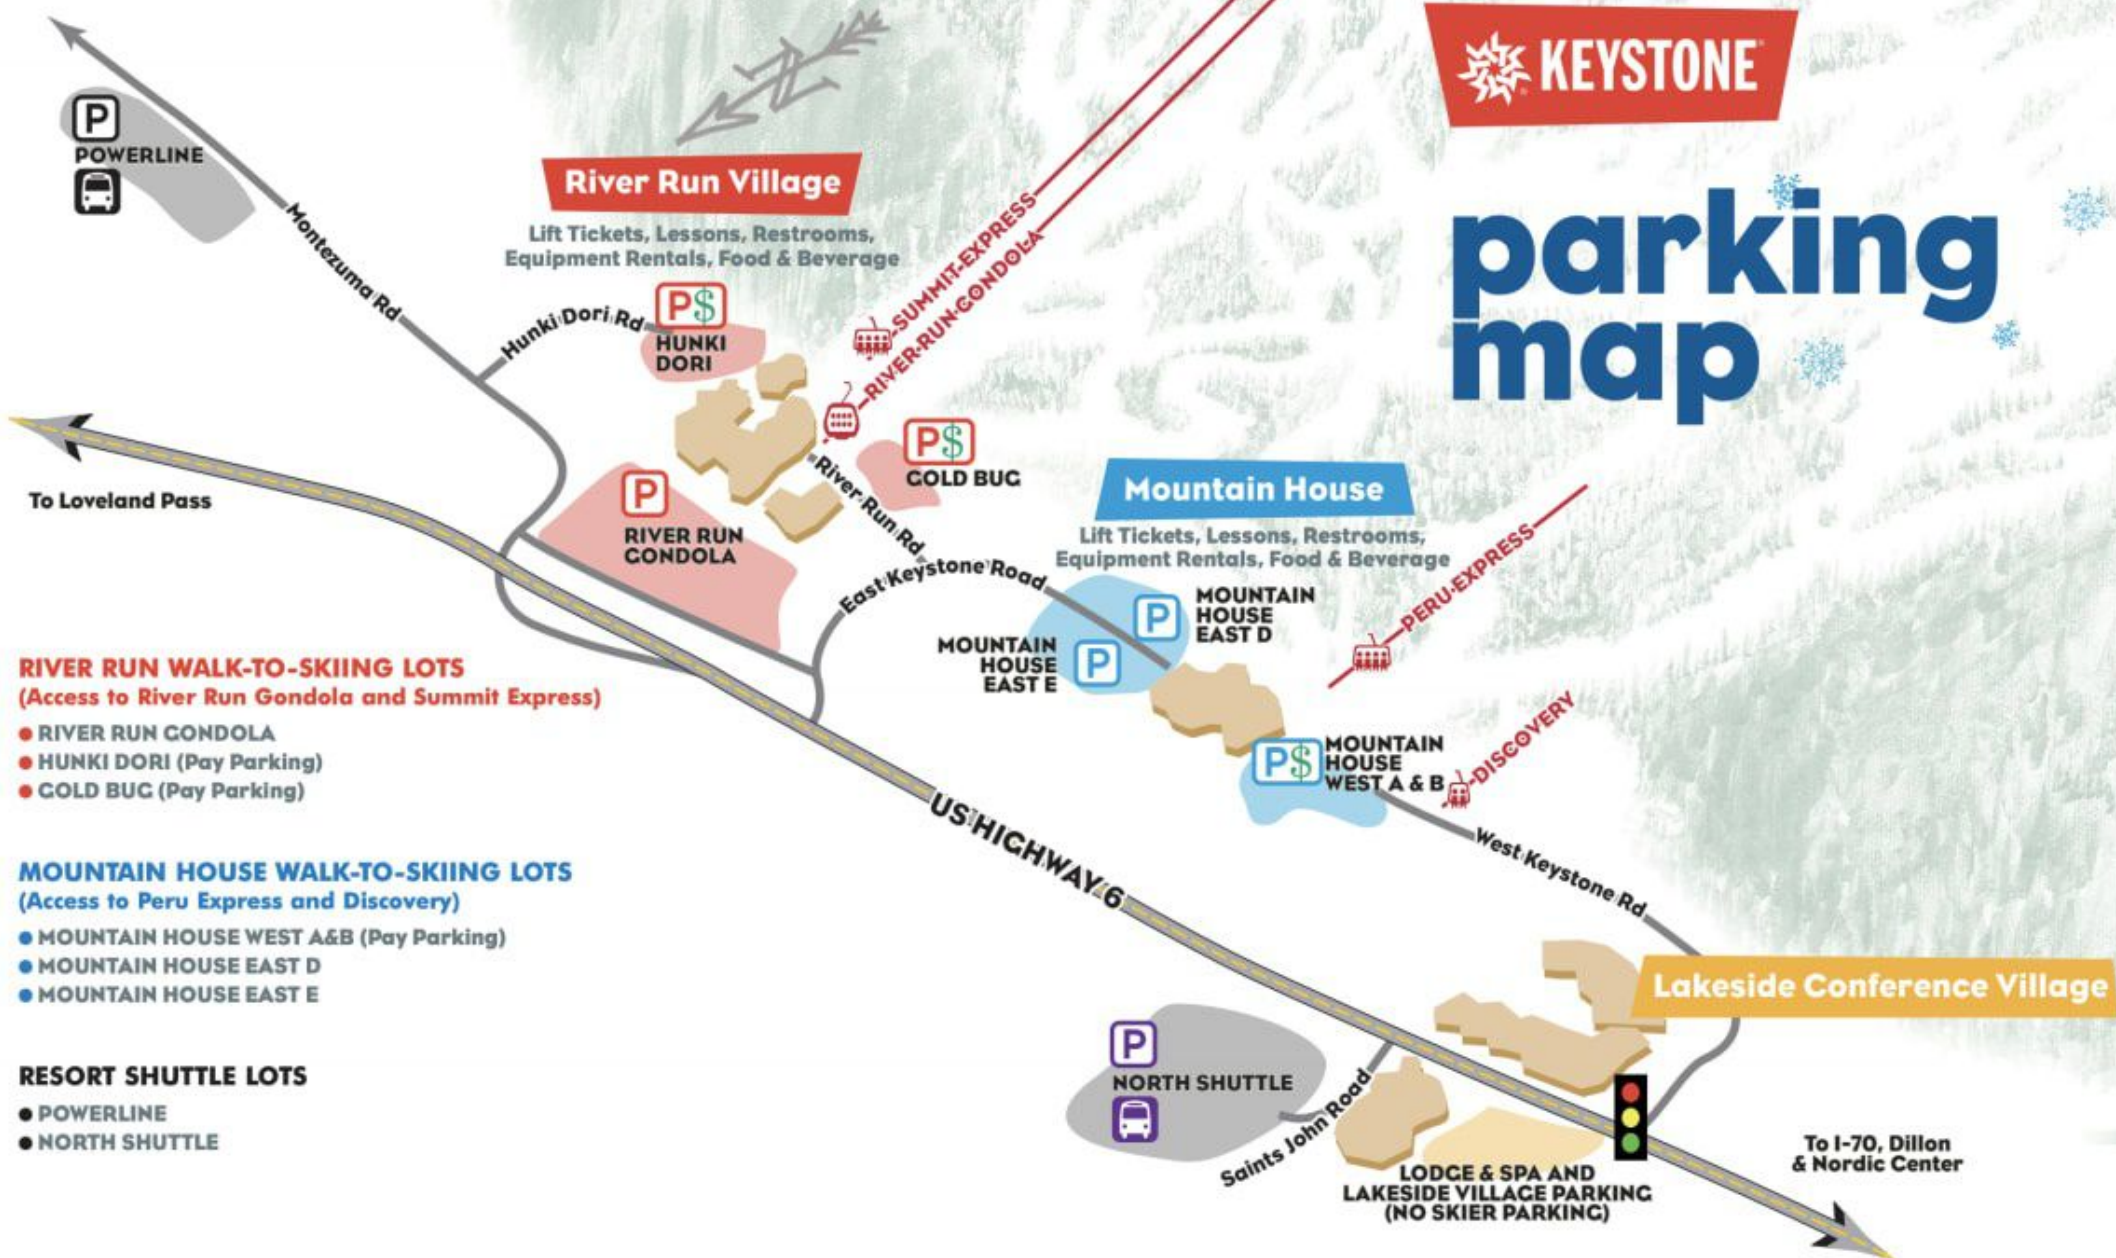 KEYSTONE
parking
map
P
POWERLINE
Montezuma Rd
N
River Run Village
Lift Tickets, Lessons, Restrooms,
Equipment Rentals, Food & Beverage
SUMMIT EXPRESS
RIVER RUN GONDOLA
Hunki Dori Rd
P$
HUNKI
DORI
P$
GOLD BUG
River Run Rd
To Loveland Pass
P
RIVER RUN
GONDOLA
East Keystone Road
Mountain House
Lift Tickets, Lessons, Restrooms,
Equipment Rentals, Food & Beverage
PERU EXPRESS
P
MOUNTAIN
HOUSE
EAST D
MOUNTAIN
HOUSE
EAST E
P
P$
MOUNTAIN
HOUSE
WEST A & B
DISCOVERY
West Keystone Rd
US HIGHWAY 6
RIVER RUN WALK-TO-SKIING LOTS
(Access to River Run Gondola and Summit Express)
RIVER RUN GONDOLA
HUNKI DORI (Pay Parking)
GOLD BUG (Pay Parking)
MOUNTAIN HOUSE WALK-TO-SKIING LOTS
(Access to Peru Express and Discovery)
MOUNTAIN HOUSE WEST A&B (Pay Parking)
MOUNTAIN HOUSE EAST D
MOUNTAIN HOUSE EAST E
RESORT SHUTTLE LOTS
POWERLINE
NORTH SHUTTLE
Lakeside Conference Village
P
NORTH SHUTTLE
Saints John Road
LODGE & SPA AND
LAKESIDE VILLAGE PARKING
(NO SKIER PARKING)
To I-70, Dillon
& Nordic Center